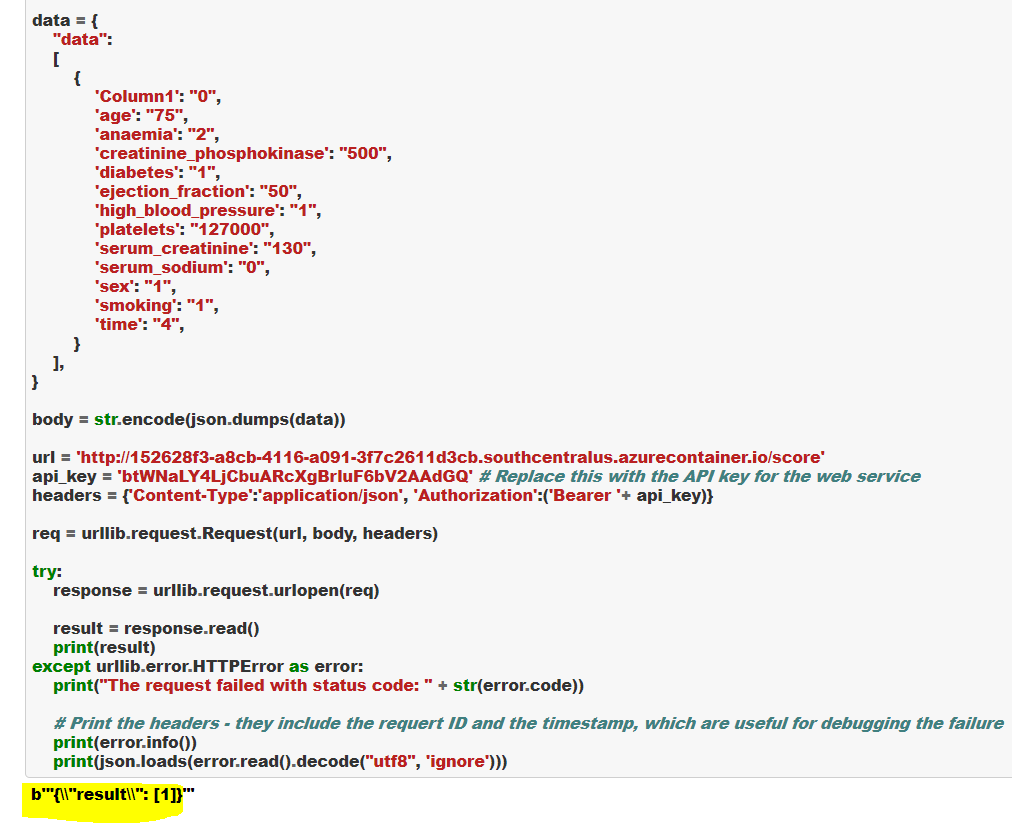 data = {
"data":
[
{
'Column1': "0",
'age': "75",
'anaemia': "2",
'creatinine_phosphokinase': "500",
'diabetes': "1",
'ejection_fraction': "50",
'high_blood_pressure': "1",
'platelets': "127000",
'serum_creatinine': "130",
'serum_sodium': "0",
'sex': "1",
'smoking': "1",
'time': "4",
}
],
}
body = str.encode(json.dumps(data))
url = 'http://152628f3-a8cb-4116-a091-3f7c2611d3cb.southcentralus.azurecontainer.io/score'
api_key = 'btWNaLY4LjCbuARcXgBrluF6bV2AAdGQ' # Replace this with the API key for the web service
headers = {'Content-Type':'application/json', 'Authorization':('Bearer '+ api_key)}
req = urllib.request.Request(url, body, headers)
try:
response = urllib.request.urlopen(req)
result = response.read()
print(result)
except urllib.error.HTTPError as error:
print("The request failed with status code: " + str(error.code))
# Print the headers - they include the requert ID and the timestamp, which are useful for debugging the failure
print(error.info())
print(json.loads(error.read().decode("utf8", 'ignore')))
b'"{\\"result\\": [1]}"'